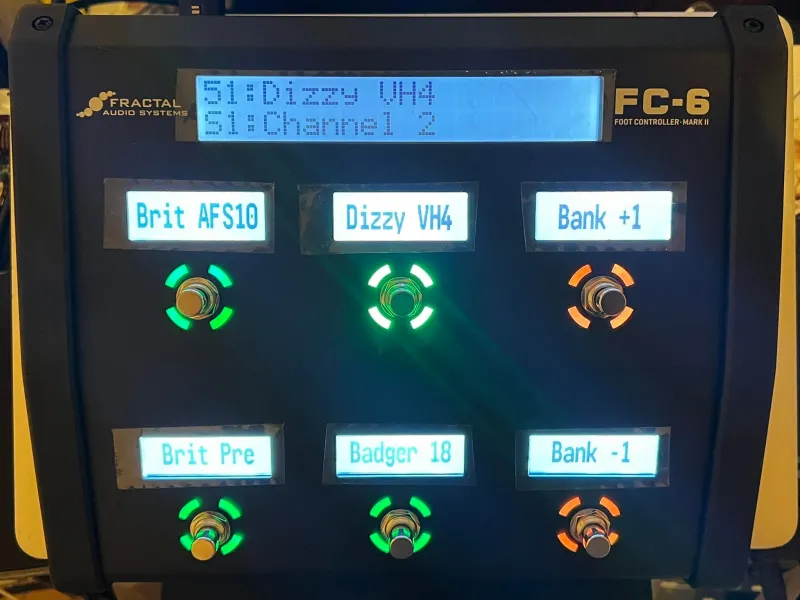 51:Dizzy VH4
S1:Channel 2
FRACTAL
AUDIO SYSTEMS
FC-6
FOOT CONTROLLER·MARK II
Brit AFS10
Dizzy VH4
Bank +1
Brit Pre
Badger 18
Bank -1